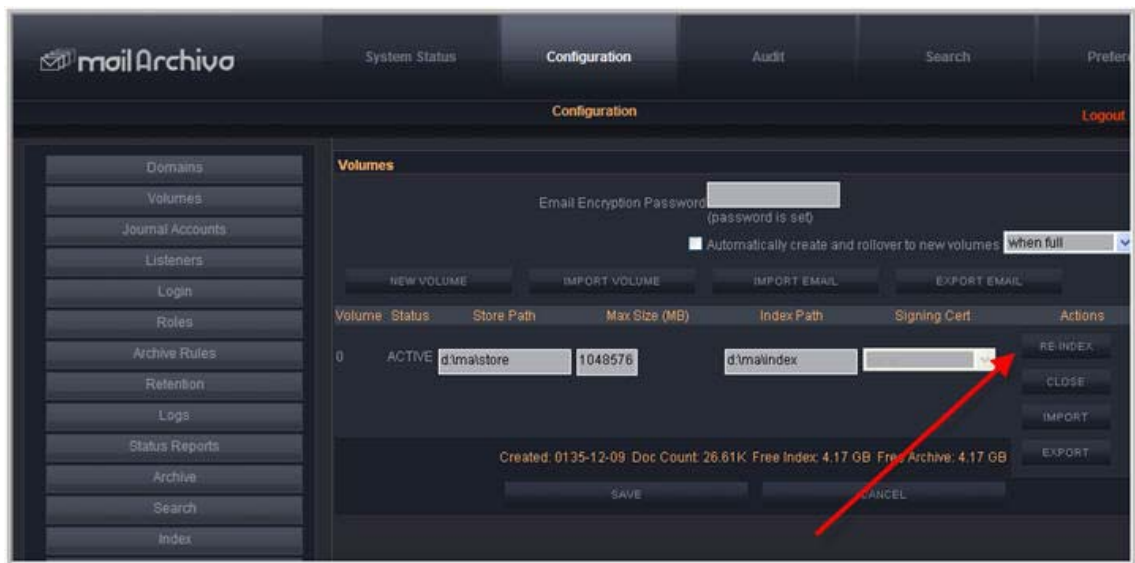 mailArchiva
System Status Configuration Audit Search Prefer
Configuration
Logout
Domains
Volumes
Journal Accounts
Listeners
Login
Roles
Archive Rules
Retention
Logs
Status Reports
Archive
Search
Index
Volumes
Email Encryption Password
(password is set)
Automatically create and rollover to new volumes when full
NEW VOLUME IMPORT VOLUME IMPORT EMAIL EXPORT EMAIL
Volume Status Store Path Max Size (MB) Index Path Signing Cert Actions
0 ACTIVE d:\ma\store 1048576 d:\ma\index RE-INDEX
CLOSE
IMPORT
EXPORT
Created: 0135-12-09 Doc Count: 26.61K Free Index: 4.17 GB Free Archive: 4.17 GB
SAVE CANCEL